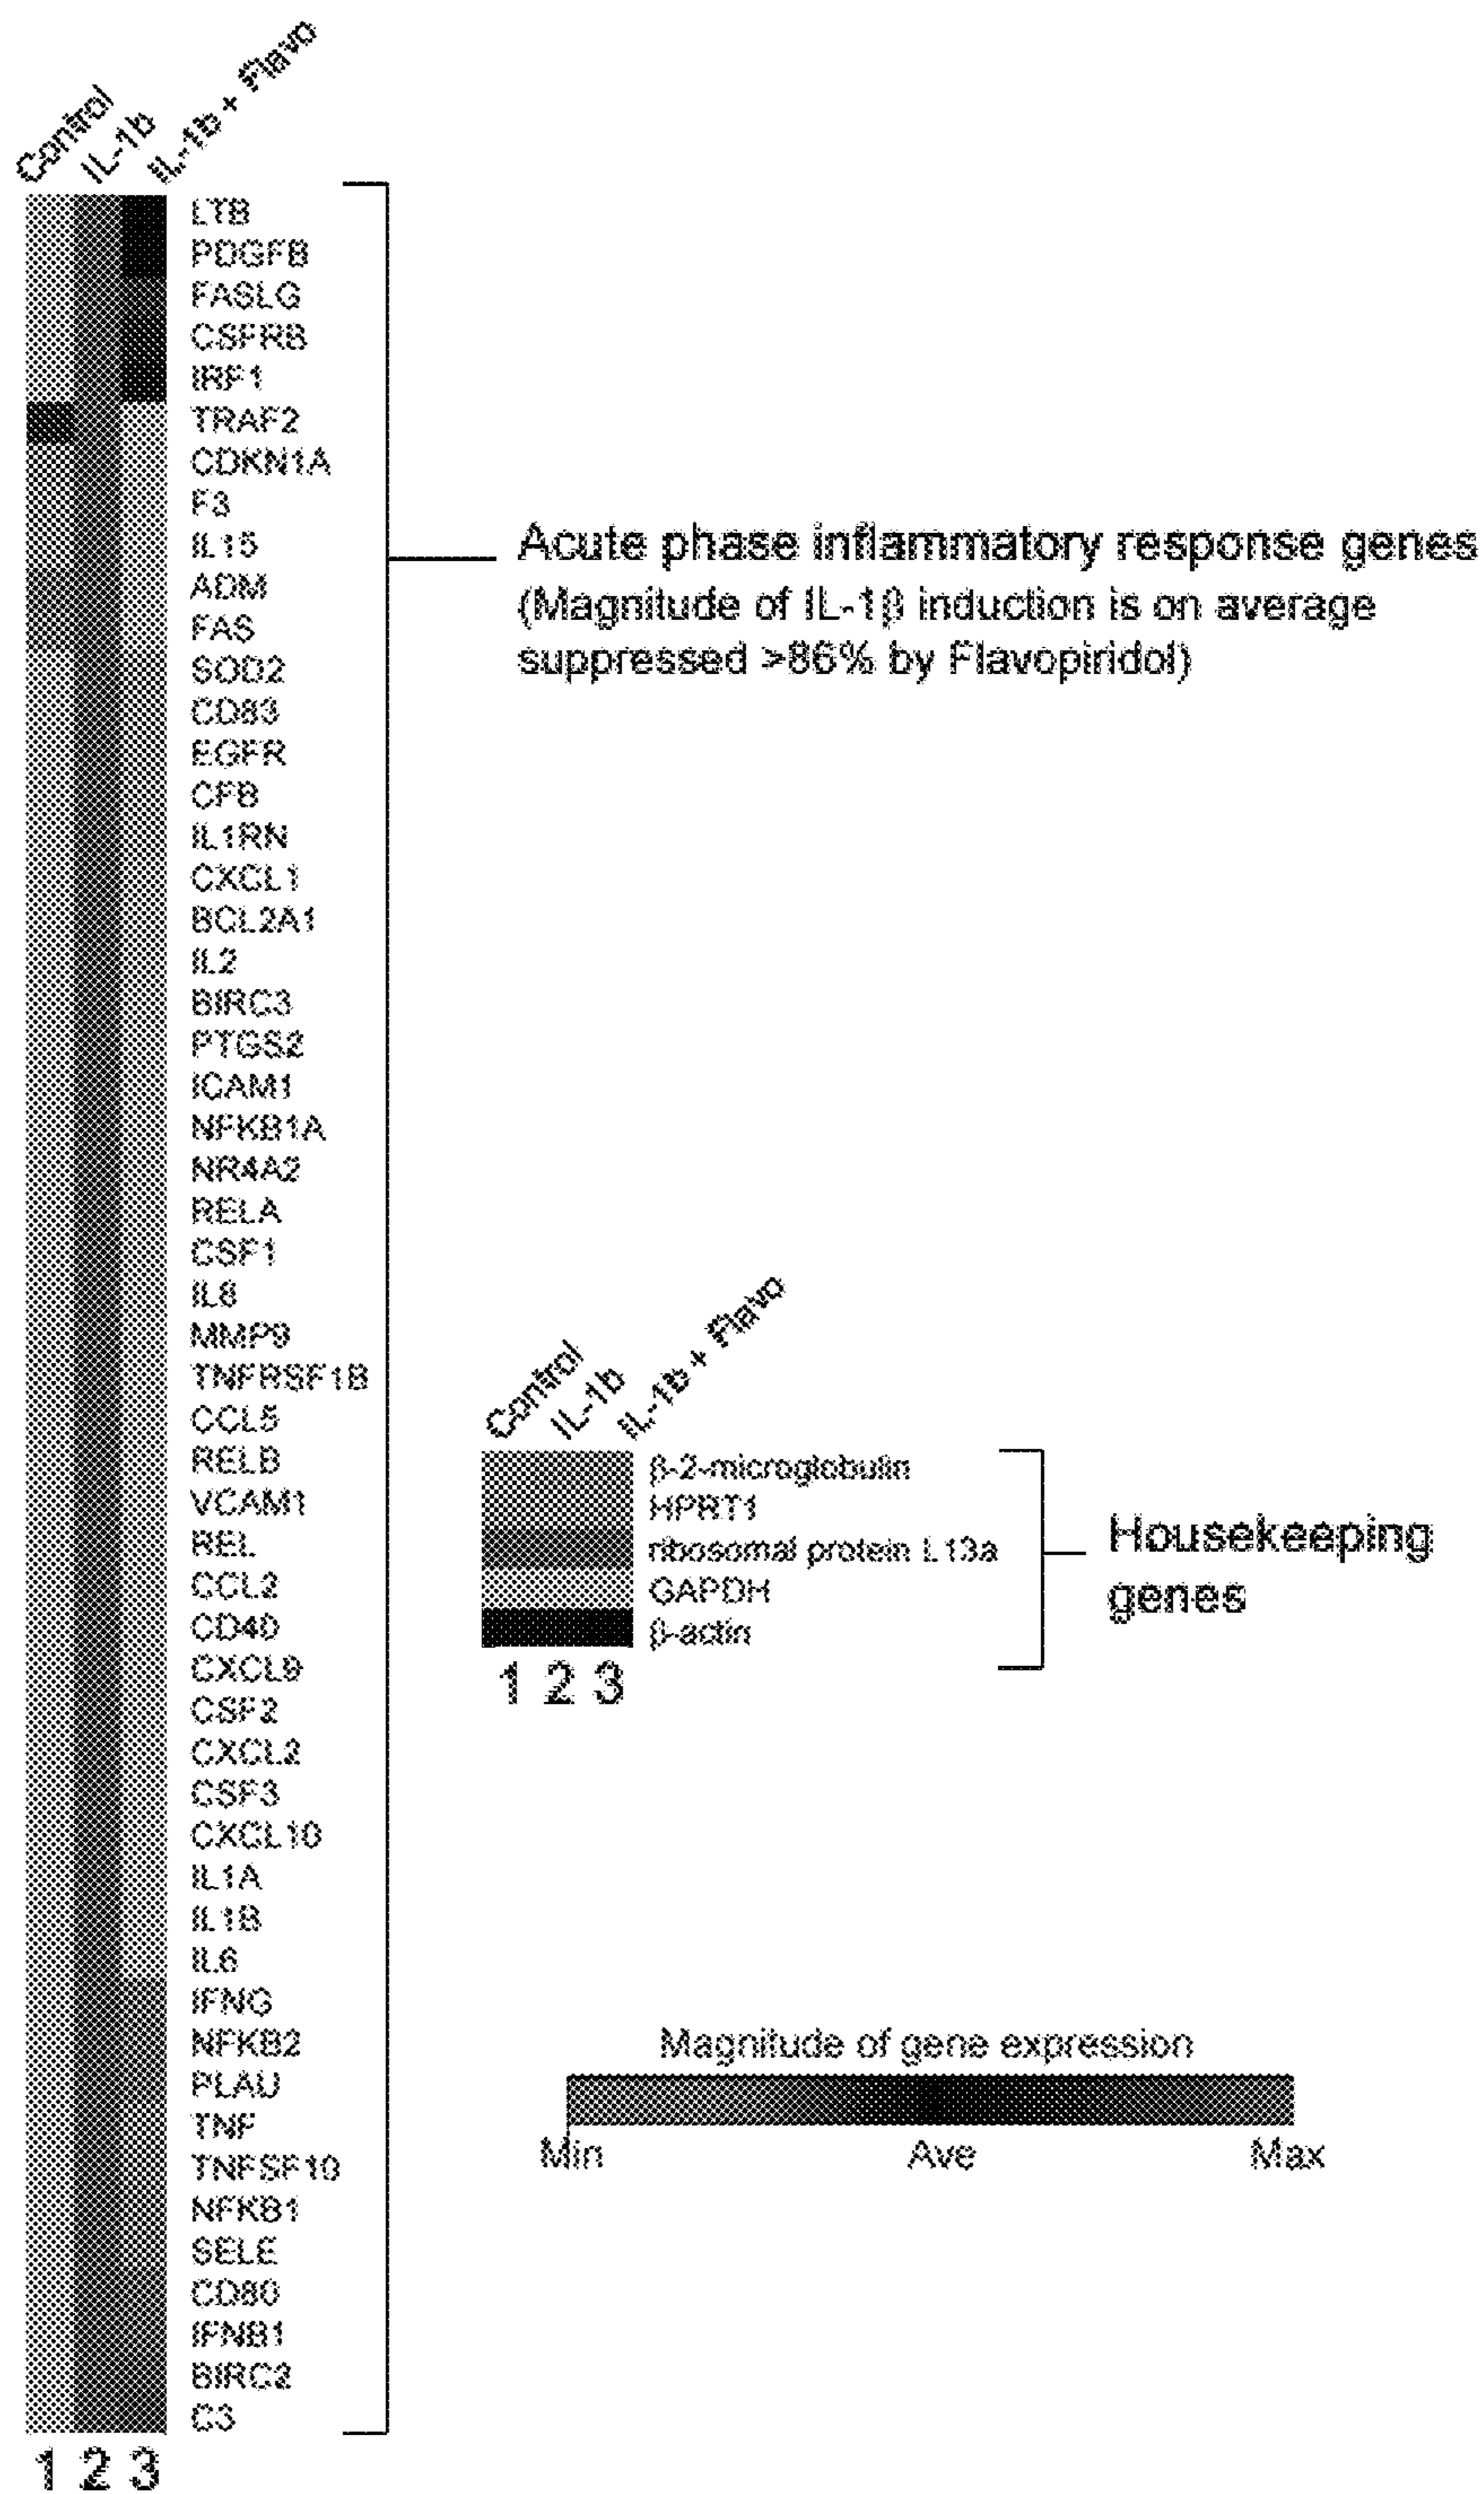 Control
IL-1b
IL-1b + Flavo
LTB
PDGFB
FASLG
CSFRB
IRF1
TRAF2
CDKN1A
F3
IL15
ADM
FAS
SOD2
CD83
EGFR
CFB
IL1RN
CXCL1
BCL2A1
IL2
BIRC3
PTGS2
ICAM1
NFKB1A
NR4A2
RELA
CSF1
IL8
MMP9
TNFRSF1B
CCL5
RELB
VCAM1
REL
CCL2
CD40
CXCL9
CSF2
CXCL2
CSF3
CXCL10
IL1A
IL1B
IL6
IFNG
NFKB2
PLAU
TNF
TNFSF10
NFKB1
SELE
CD80
IFNB1
BIRC2
C3
1 2 3
Acute phase inflammatory response genes
(Magnitude of IL-1β induction is on average
suppressed >86% by Flavopiridol)
Control
IL-1b
IL-1b + Flavo
β-2-microglobulin
HPRT1
ribosomal protein L13a
GAPDH
β-actin
1 2 3
Housekeeping
genes
Magnitude of gene expression
Min Ave Max